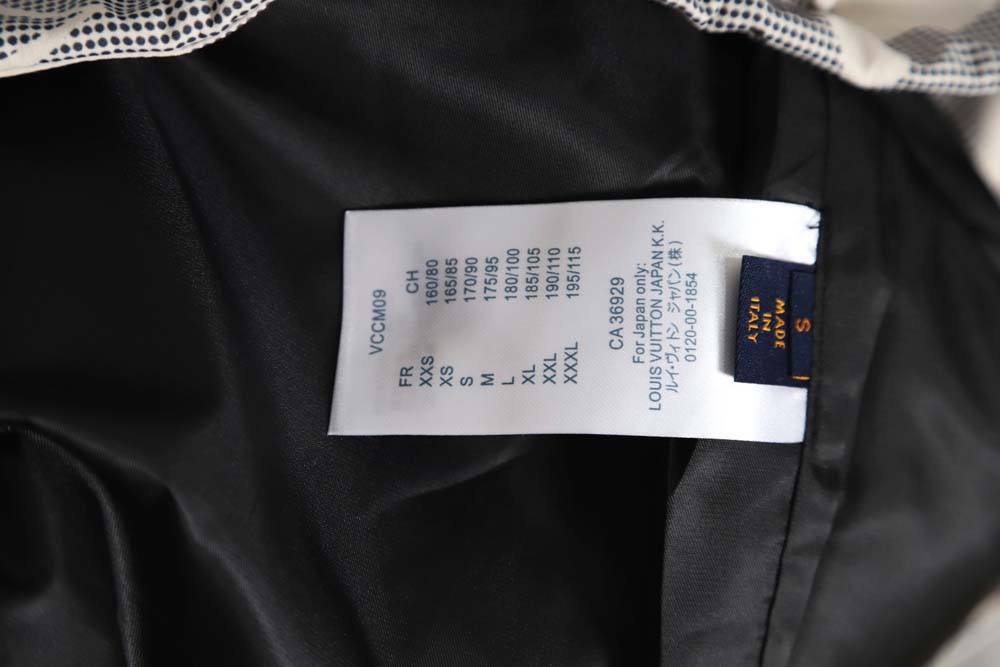 VCCM09
FR CH
XXS 160/80
XS 165/85
S 170/90
M 175/95
L 180/100
XL 185/105
XXL 190/110
XXXL 195/115
CA 36929
For Japan only:
LOUIS VUITTON JAPAN K.K.
ルイ・ヴィトン ジャパン(株)
0120-00-1854
S
MADE
IN
ITALY